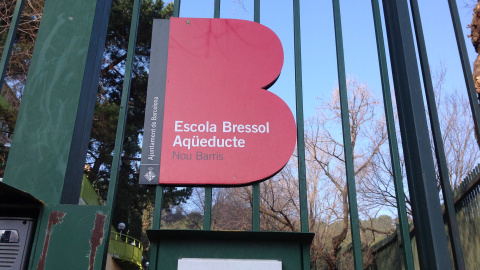 Ajuntament de Barcelona
Escola Bressol
Aqüeducte
Nou Barris